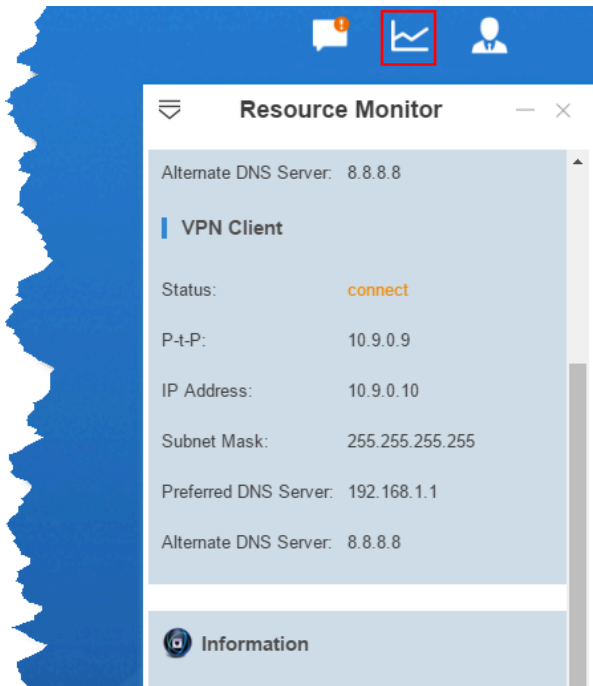 Resource Monitor
Alternate DNS Server: 8.8.8.8
VPN Client
Status: connect
P-t-P: 10.9.0.9
IP Address: 10.9.0.10
Subnet Mask: 255.255.255.255
Preferred DNS Server: 192.168.1.1
Alternate DNS Server: 8.8.8.8
Information